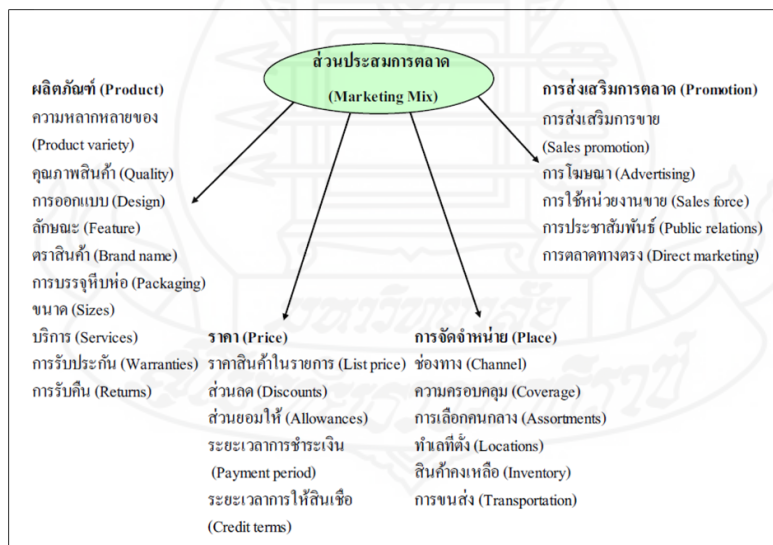 ส่วนประสมการตลาด
(Marketing Mix)
ผลิตภัณฑ์ (Product)
ความหลากหลายของ
(Product variety)
คุณภาพสินค้า (Quality)
การออกแบบ (Design)
ลักษณะ (Feature)
ตราสินค้า (Brand name)
การบรรจุหีบห่อ (Packaging)
ขนาด (Sizes)
บริการ (Services)
การรับประกัน (Warranties)
การรับคืน (Returns)
ราคา (Price)
ราคาสินค้าในรายการ (List price)
ส่วนลด (Discounts)
ส่วนยอมให้ (Allowances)
ระยะเวลาการชำระเงิน
(Payment period)
ระยะเวลาการให้สินเชื่อ
(Credit terms)
การจัดจำหน่าย (Place)
ช่องทาง (Channel)
ความครอบคลุม (Coverage)
การเลือกคนกลาง (Assortments)
ทำเลที่ตั้ง (Locations)
สินค้าคงเหลือ (Inventory)
การขนส่ง (Transportation)
การส่งเสริมการตลาด (Promotion)
การส่งเสริมการขาย
(Sales promotion)
การโฆษณา (Advertising)
การใช้หน่วยงานขาย (Sales force)
การประชาสัมพันธ์ (Public relations)
การตลาดทางตรง (Direct marketing)